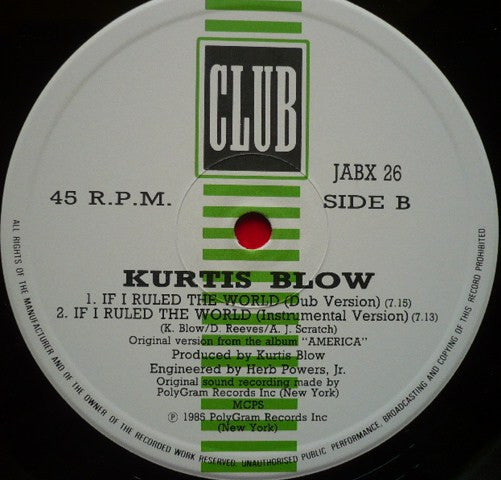 CLUB
JABX 26
45 R.P.M.
SIDE B
KURTIS BLOW
1. IF I RULED THE WORLD (Dub Version) (7.15)
2. IF I RULED THE WORLD (Instrumental Version) (7.13)
(K. Blow/D. Reeves/A. J. Scratch)
Original version from the album "AMERICA"
Produced by Kurtis Blow
Engineered by Herb Powers, Jr.
Original sound recording made by
PolyGram Records Inc (New York)
MCPS
℗ 1985 PolyGram Records Inc
(New York)
ALL RIGHTS OF THE MANUFACTURER AND OF THE OWNER OF THE RECORDED WORK RESERVED. UNAUTHORISED PUBLIC PERFORMANCE, BROADCASTING AND COPYING OF THIS RECORD PROHIBITED.